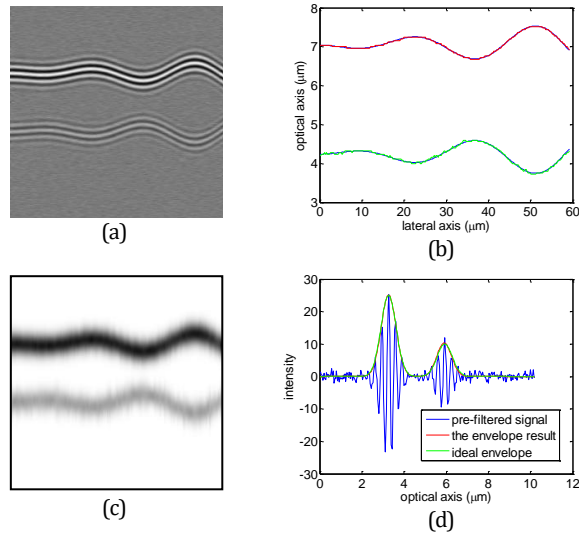 (a)
8
7
6
5
4
3
optical axis (μm)
0 10 20 30 40 50 60
lateral axis (μm)
(b)
(c)
30
20
10
0
-10
-20
-30
intensity
pre-filtered signal
the envelope result
ideal envelope
0 2 4 6 8 10 12
optical axis (μm)
(d)